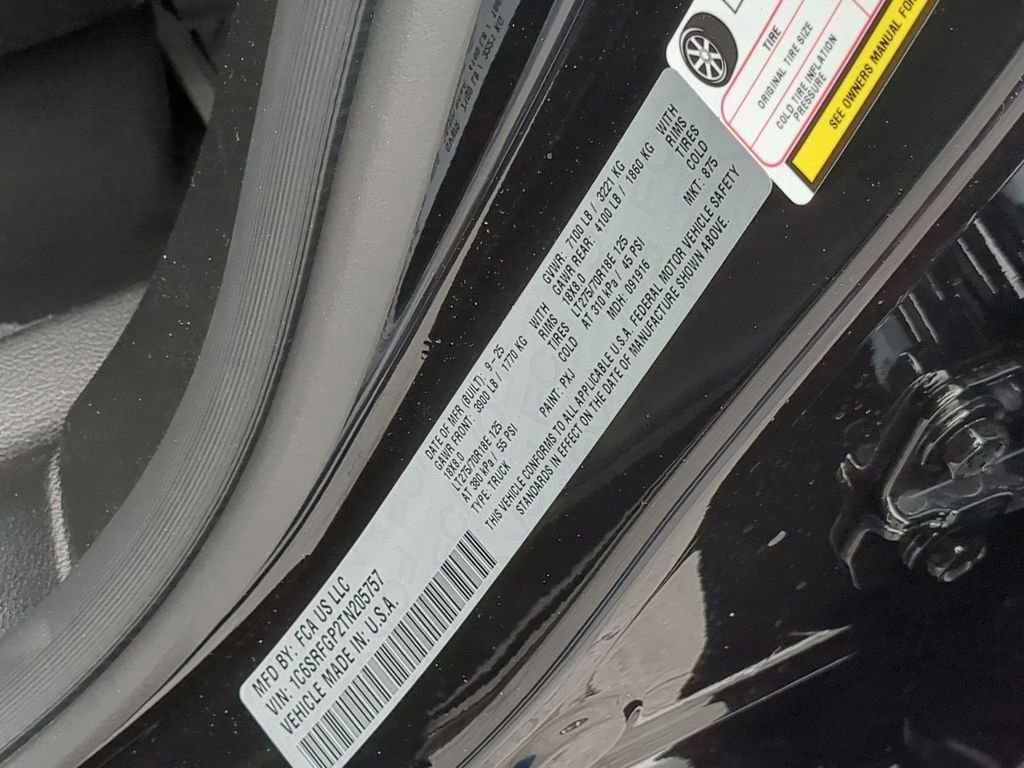 MFD BY: FCA US LLC
VIN: 1C6SRFGP2TN205757
VEHICLE MADE IN: U.S.A.
DATE OF MFR (BUILT): 9-25
GAWR FRONT: 3900 LB / 1770 KG WITH
18X8.0 RIMS
LT275/70R18E 125 TIRES
AT 380 kPa / 55 PSI COLD
TYPE: TRUCK PAINT: PXJ
GVWR: 7100 LB / 3221 KG
GAWR REAR: 4100 LB / 1860 KG WITH
18X8.0 RIMS
LT275/70R18E 125 TIRES
AT 310 kPa / 45 PSI COLD
MDH: 091916 MKT: 875
THIS VEHICLE CONFORMS TO ALL APPLICABLE U.S.A. FEDERAL MOTOR VEHICLE SAFETY
STANDARDS IN EFFECT ON THE DATE OF MANUFACTURE SHOWN ABOVE.
TIRE
ORIGINAL TIRE SIZE
COLD TIRE INFLATION
PRESSURE
SEE OWNERS MANUAL FOR